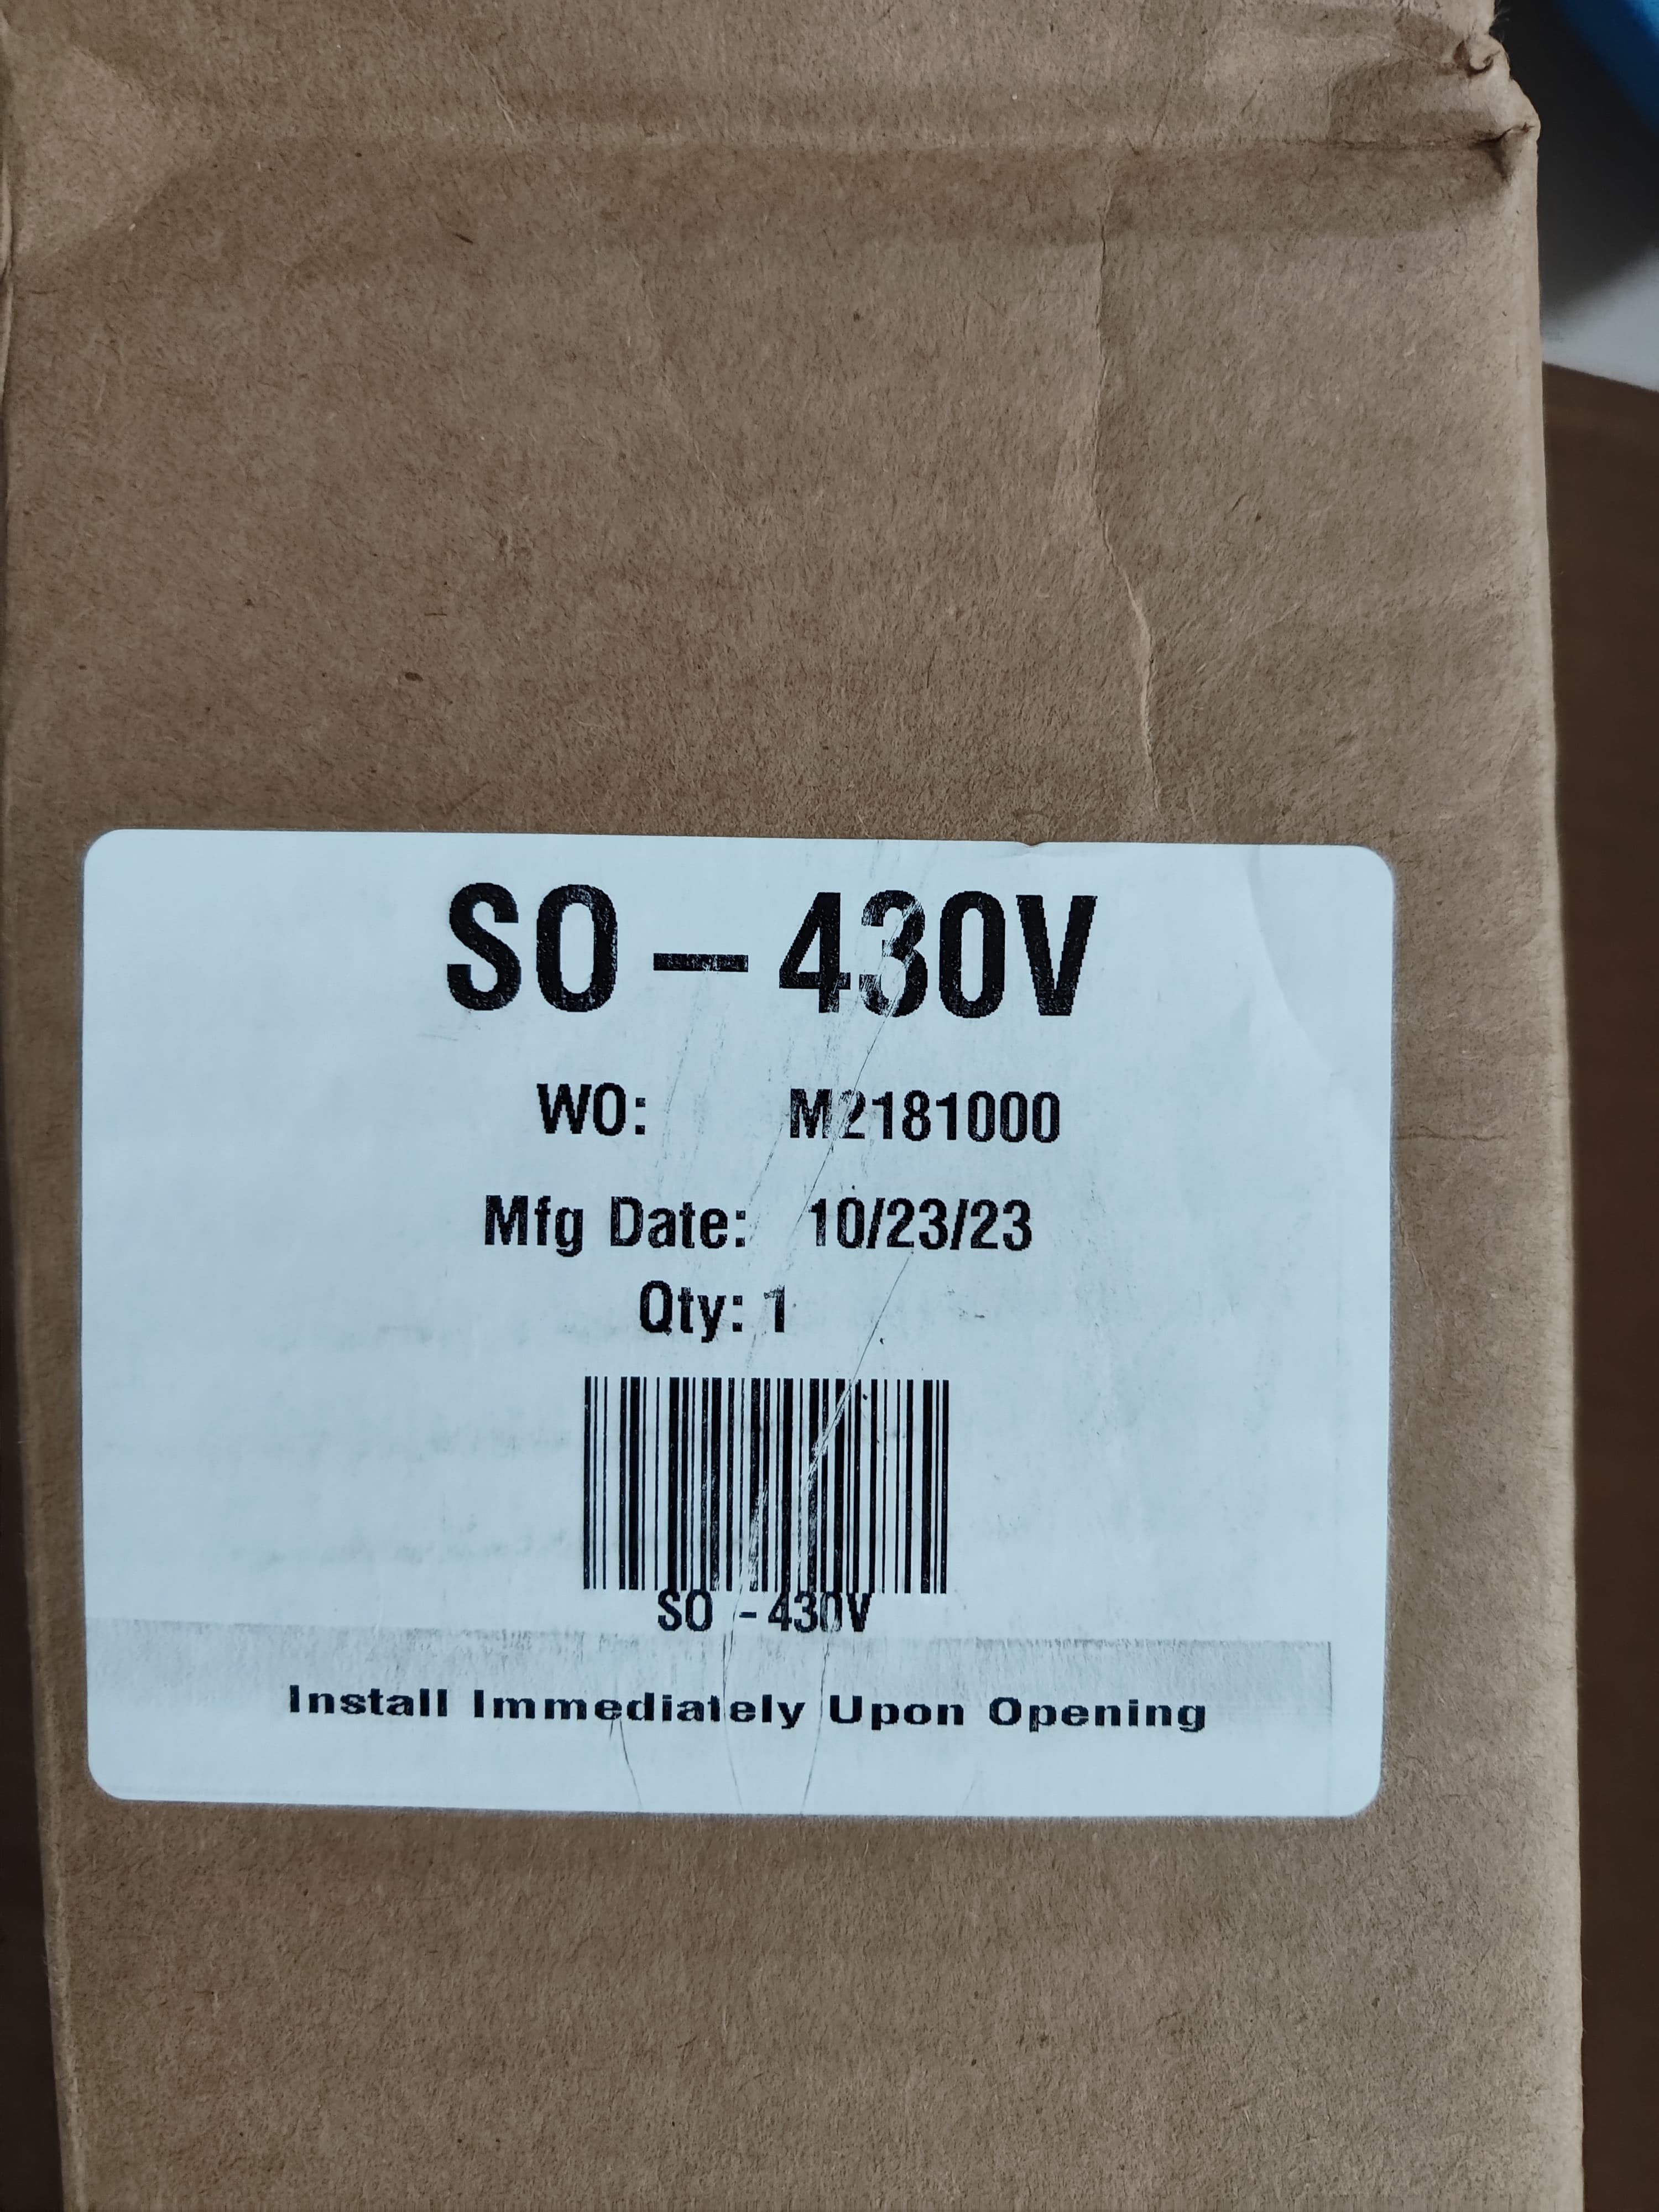 SO - 430V
WO: M2181000
Mfg Date: 10/23/23
Qty: 1
SO - 430V
Install Immediately Upon Opening